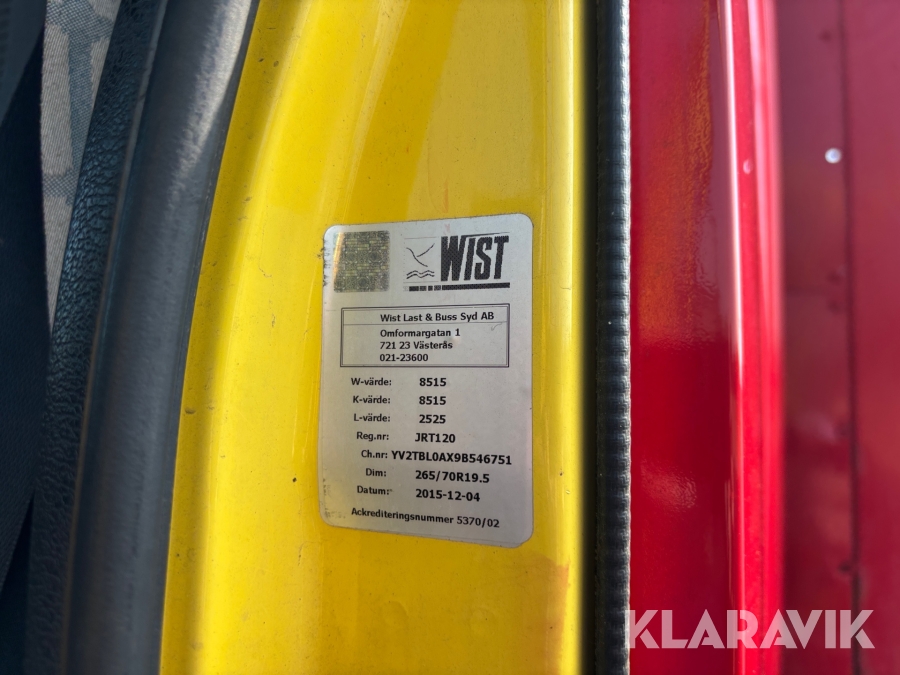 WIST
Wist Last & Buss Syd AB
Omformargatan 1
721 23 Västerås
021-23600
W-värde: 8515
K-värde: 8515
L-värde: 2525
Reg.nr: JRT120
Ch.nr: YV2TBL0AX9B546751
Dim: 265/70R19.5
Datum: 2015-12-04
Ackrediteringsnummer 5370/02
KLARAVIK